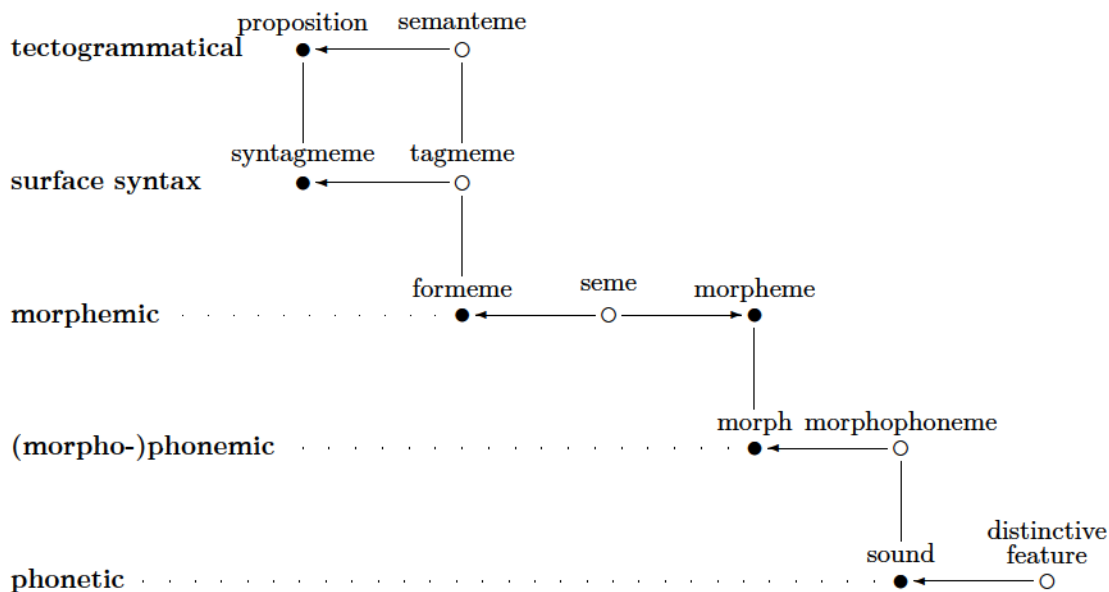 proposition semanteme
tectogrammatical
syntagmeme tagmeme
surface syntax
formeme seme morpheme
morphemic
morph morphophoneme
(morpho-)phonemic
distinctive
sound feature
phonetic